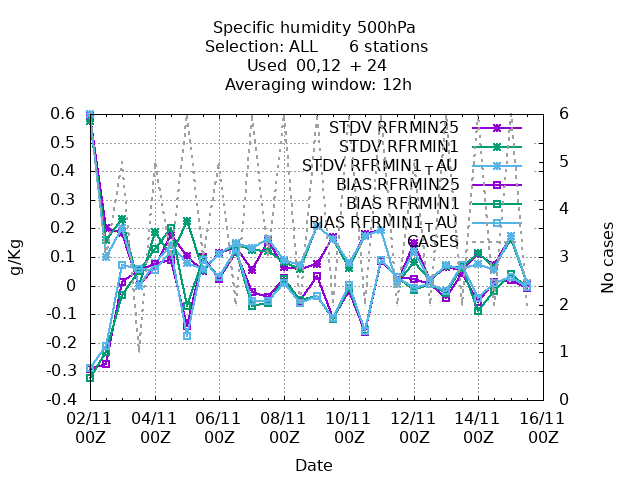 Specific humidity 500hPa
Selection: ALL 6 stations
Used 00,12 + 24
Averaging window: 12h
STDV RFRMIN25
STDV RFRMIN1
STDV RFRMIN1_AU
BIAS RFRMIN25
BIAS RFRMIN1
BIAS RFRMIN1_AU
CASES
g/Kg
0.6
0.5
0.4
0.3
0.2
0.1
0
-0.1
-0.2
-0.3
-0.4
No cases
6
5
4
3
2
1
0
02/11 04/11 06/11 08/11 10/11 12/11 14/11 16/11
00Z 00Z 00Z 00Z 00Z 00Z 00Z 00Z
Date